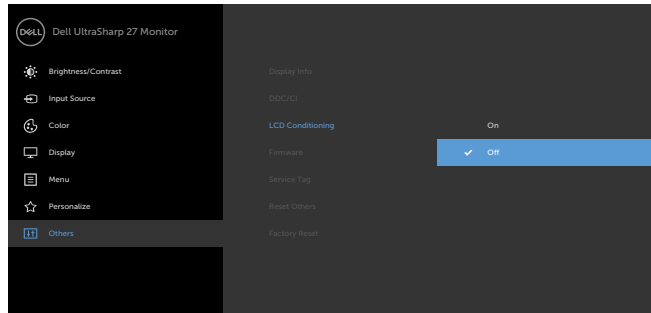 DELL Dell UltraSharp 27 Monitor
Brightness/Contrast
Input Source
Color
Display
Menu
Personalize
Others
Display Info
DDC/CI
LCD Conditioning
Firmware
Service Tag
Reset Others
Factory Reset
On
Off